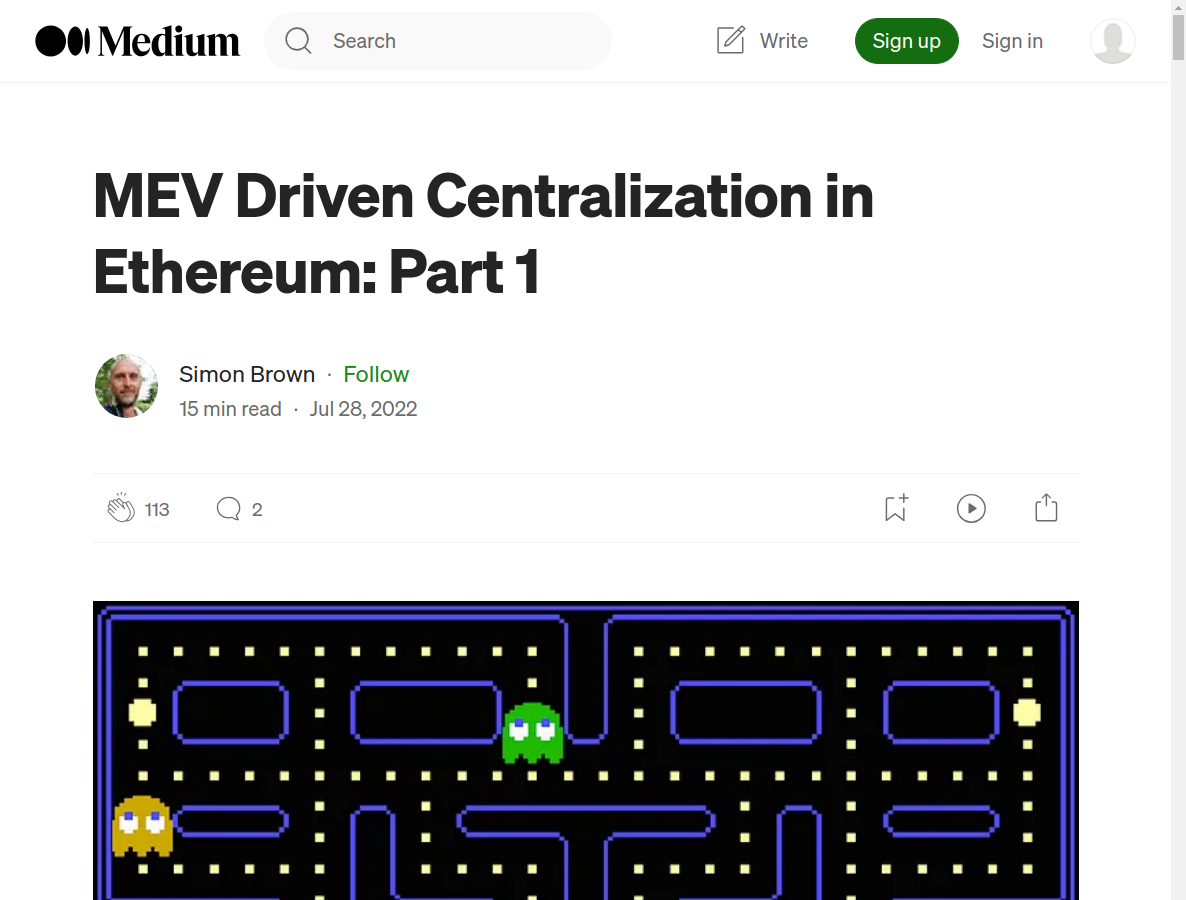 Medium
Search
Write
Sign up
Sign in
MEV Driven Centralization in
Ethereum: Part 1
Simon Brown · Follow
15 min read · Jul 28, 2022
113
2